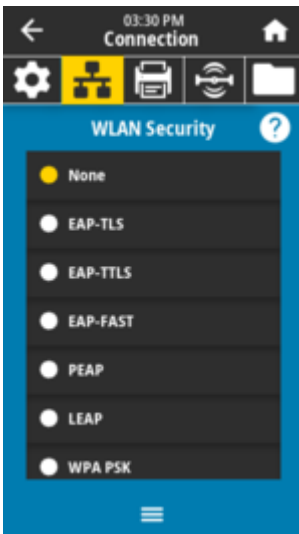 03:30 PM
Connection
WLAN Security
?
None
EAP-TLS
EAP-TTLS
EAP-FAST
PEAP
LEAP
WPA PSK